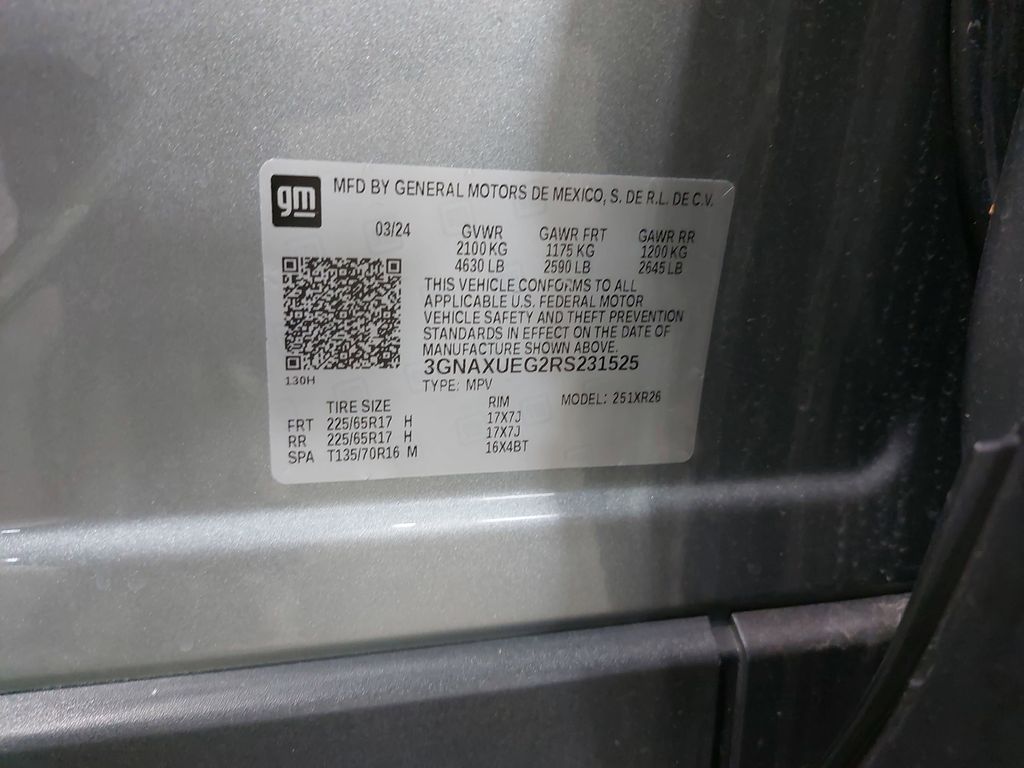 gm MFD BY GENERAL MOTORS DE MEXICO, S. DE R.L. DE C.V.
03/24 GVWR GAWR FRT GAWR RR
2100 KG 1175 KG 1200 KG
4630 LB 2590 LB 2645 LB
THIS VEHICLE CONFORMS TO ALL
APPLICABLE U.S. FEDERAL MOTOR
VEHICLE SAFETY AND THEFT PREVENTION
STANDARDS IN EFFECT ON THE DATE OF
MANUFACTURE SHOWN ABOVE.
3GNAXUEG2RS231525
130H TYPE: MPV
TIRE SIZE RIM MODEL: 251XR26
FRT 225/65R17 H 17X7J
RR 225/65R17 H 17X7J
SPA T135/70R16 M 16X4BT